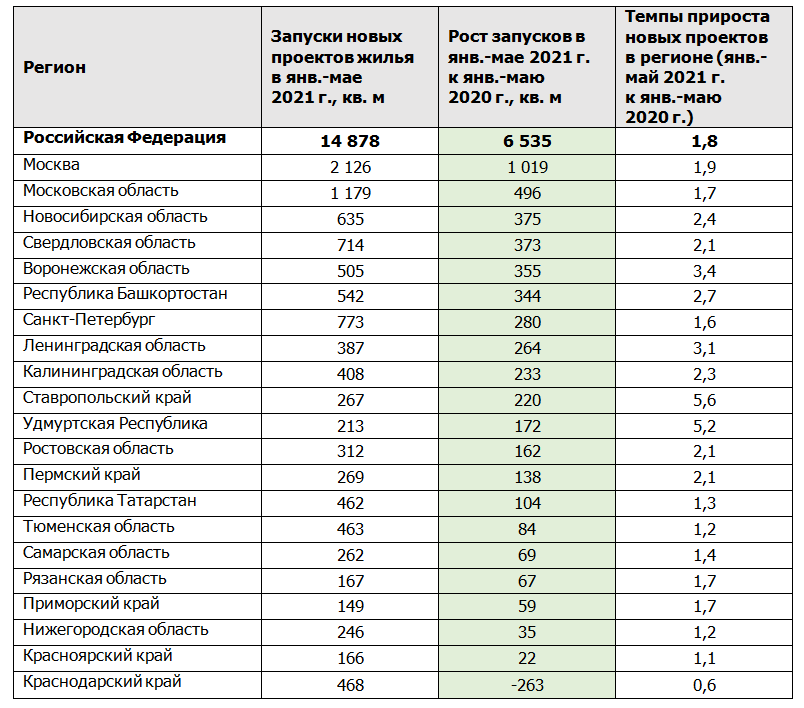 Регион
Запуски новых
проектов жилья
в янв.-мае
2021 г., кв. м
Рост запусков в
янв.-мае 2021 г.
к янв.-маю
2020 г., кв. м
Темпы прироста
новых проектов
в регионе (янв.-
май 2021 г.
к янв.-маю
2020 г.)
Российская Федерация 14 878 6 535 1,8
Москва 2 126 1 019 1,9
Московская область 1 179 496 1,7
Новосибирская область 635 375 2,4
Свердловская область 714 373 2,1
Воронежская область 505 355 3,4
Республика Башкортостан 542 344 2,7
Санкт-Петербург 773 280 1,6
Ленинградская область 387 264 3,1
Калининградская область 408 233 2,3
Ставропольский край 267 220 5,6
Удмуртская Республика 213 172 5,2
Ростовская область 312 162 2,1
Пермский край 269 138 2,1
Республика Татарстан 462 104 1,3
Тюменская область 463 84 1,2
Самарская область 262 69 1,4
Рязанская область 167 67 1,7
Приморский край 149 59 1,7
Нижегородская область 246 35 1,2
Красноярский край 166 22 1,1
Краснодарский край 468 -263 0,6